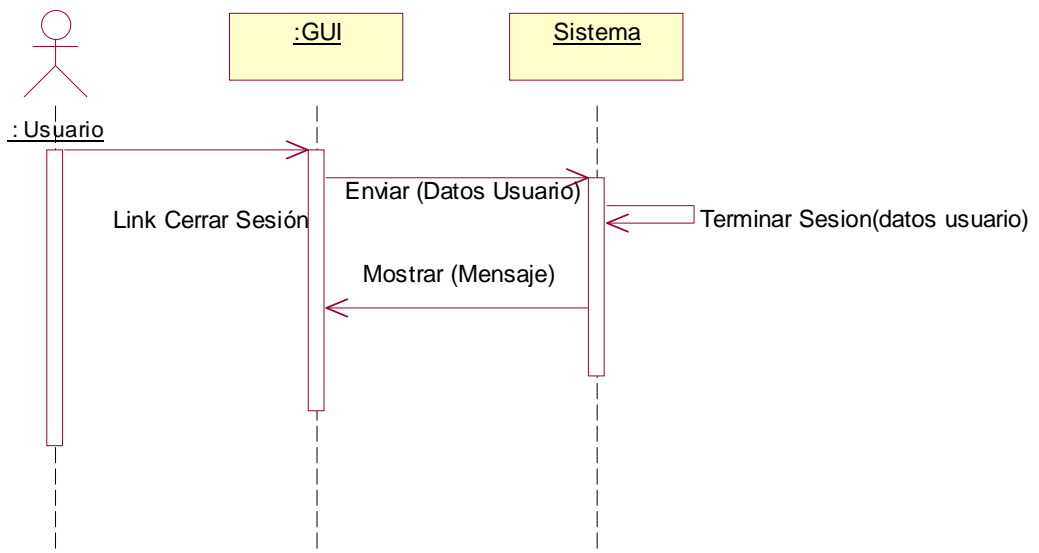 :GUI
Sistema
: Usuario
Enviar (Datos Usuario)
Link Cerrar Sesión
Terminar Sesion(datos usuario)
Mostrar (Mensaje)